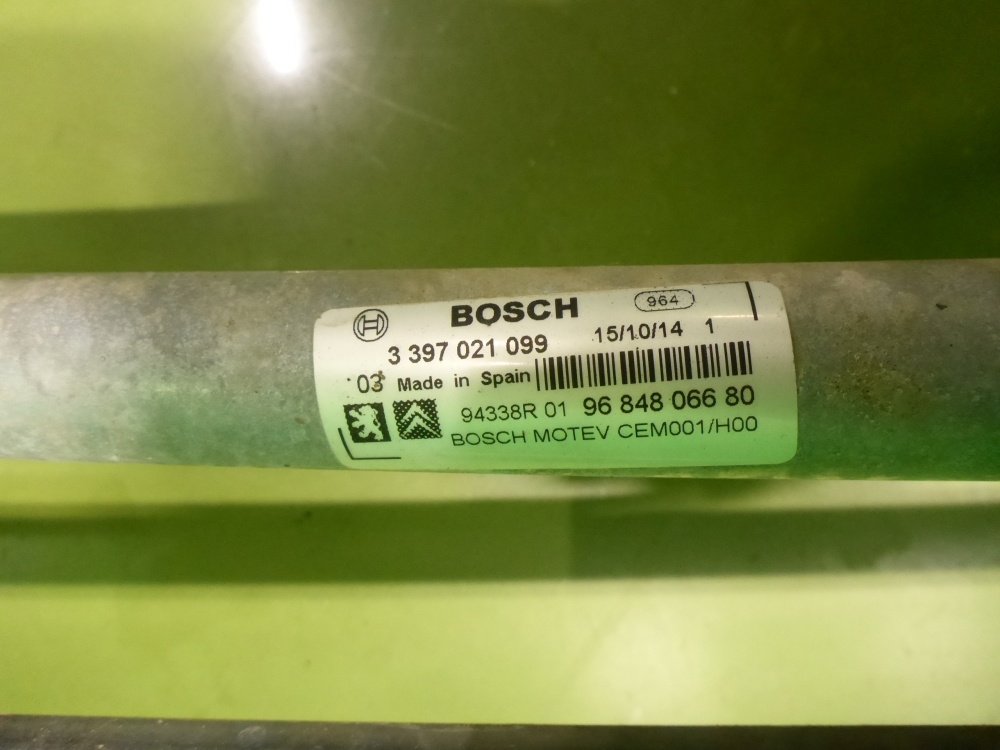 BOSCH 964
3 397 021 099 15/10/14 1
03 Made in Spain
94338R 01 96 848 066 80
BOSCH MOTEV CEM001/H00